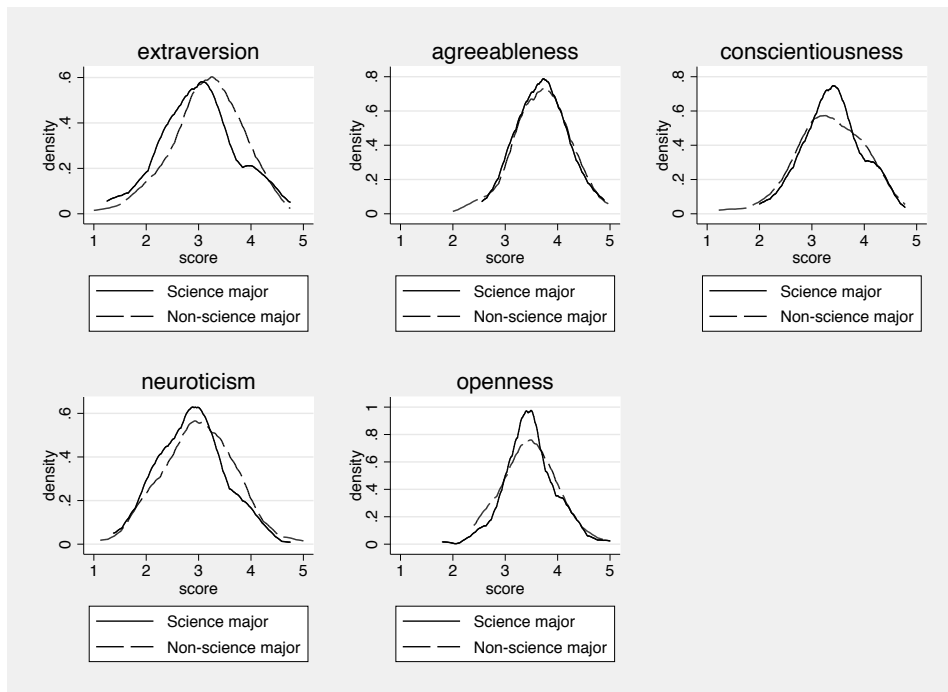 extraversion
density
0 .2 .4 .6
1 2 3 4 5
score
Science major
Non-science major
agreeableness
density
0 .2 .4 .6 .8
1 2 3 4 5
score
Science major
Non-science major
conscientiousness
density
0 .2 .4 .6 .8
1 2 3 4 5
score
Science major
Non-science major
neuroticism
density
0 .2 .4 .6
1 2 3 4 5
score
Science major
Non-science major
openness
density
0 .2 .4 .6 .8 1
1 2 3 4 5
score
Science major
Non-science major